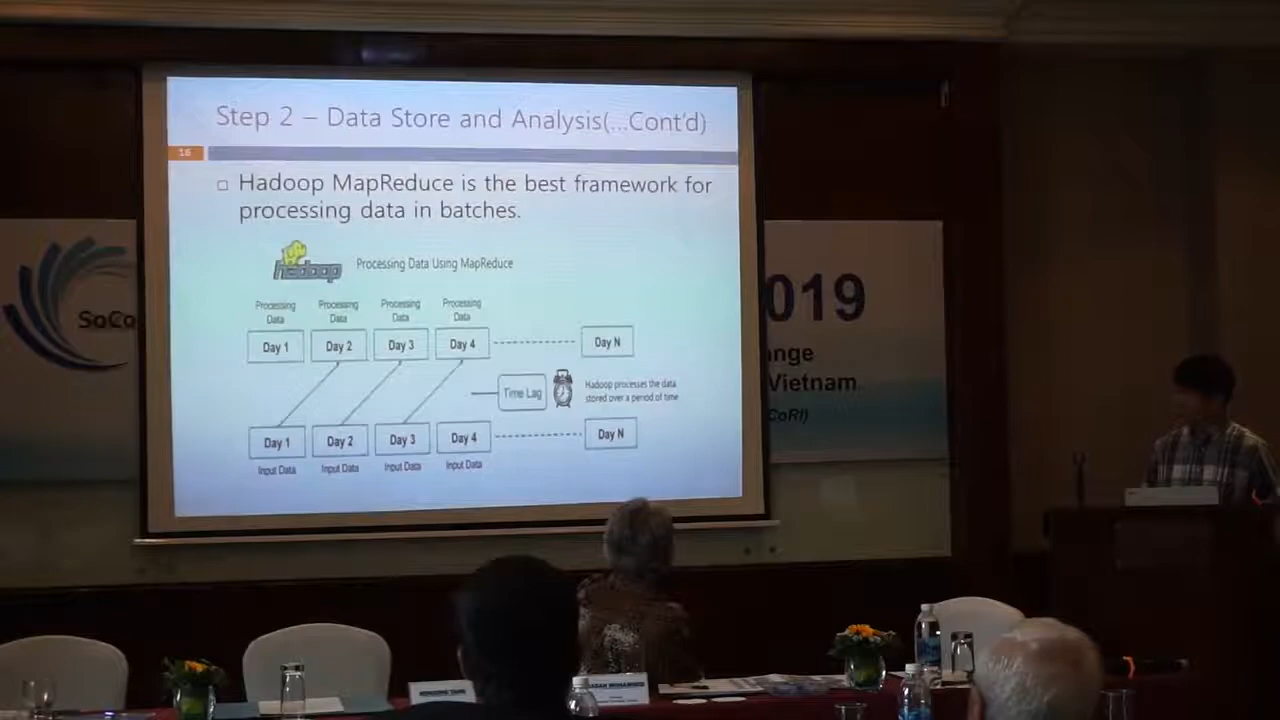 Step 2 – Data Store and Analysis(...Cont'd)
16
Hadoop MapReduce is the best framework for
processing data in batches.
hadoop
Processing Data Using MapReduce
Processing Data
Processing Data
Processing Data
Processing Data
Day 1
Day 2
Day 3
Day 4
Day N
Time Lag
Hadoop processes the data
stored over a period of time
Day 1
Day 2
Day 3
Day 4
Day N
Input Data
Input Data
Input Data
Input Data
SoCo
019
ange
Vietnam
CoRI)